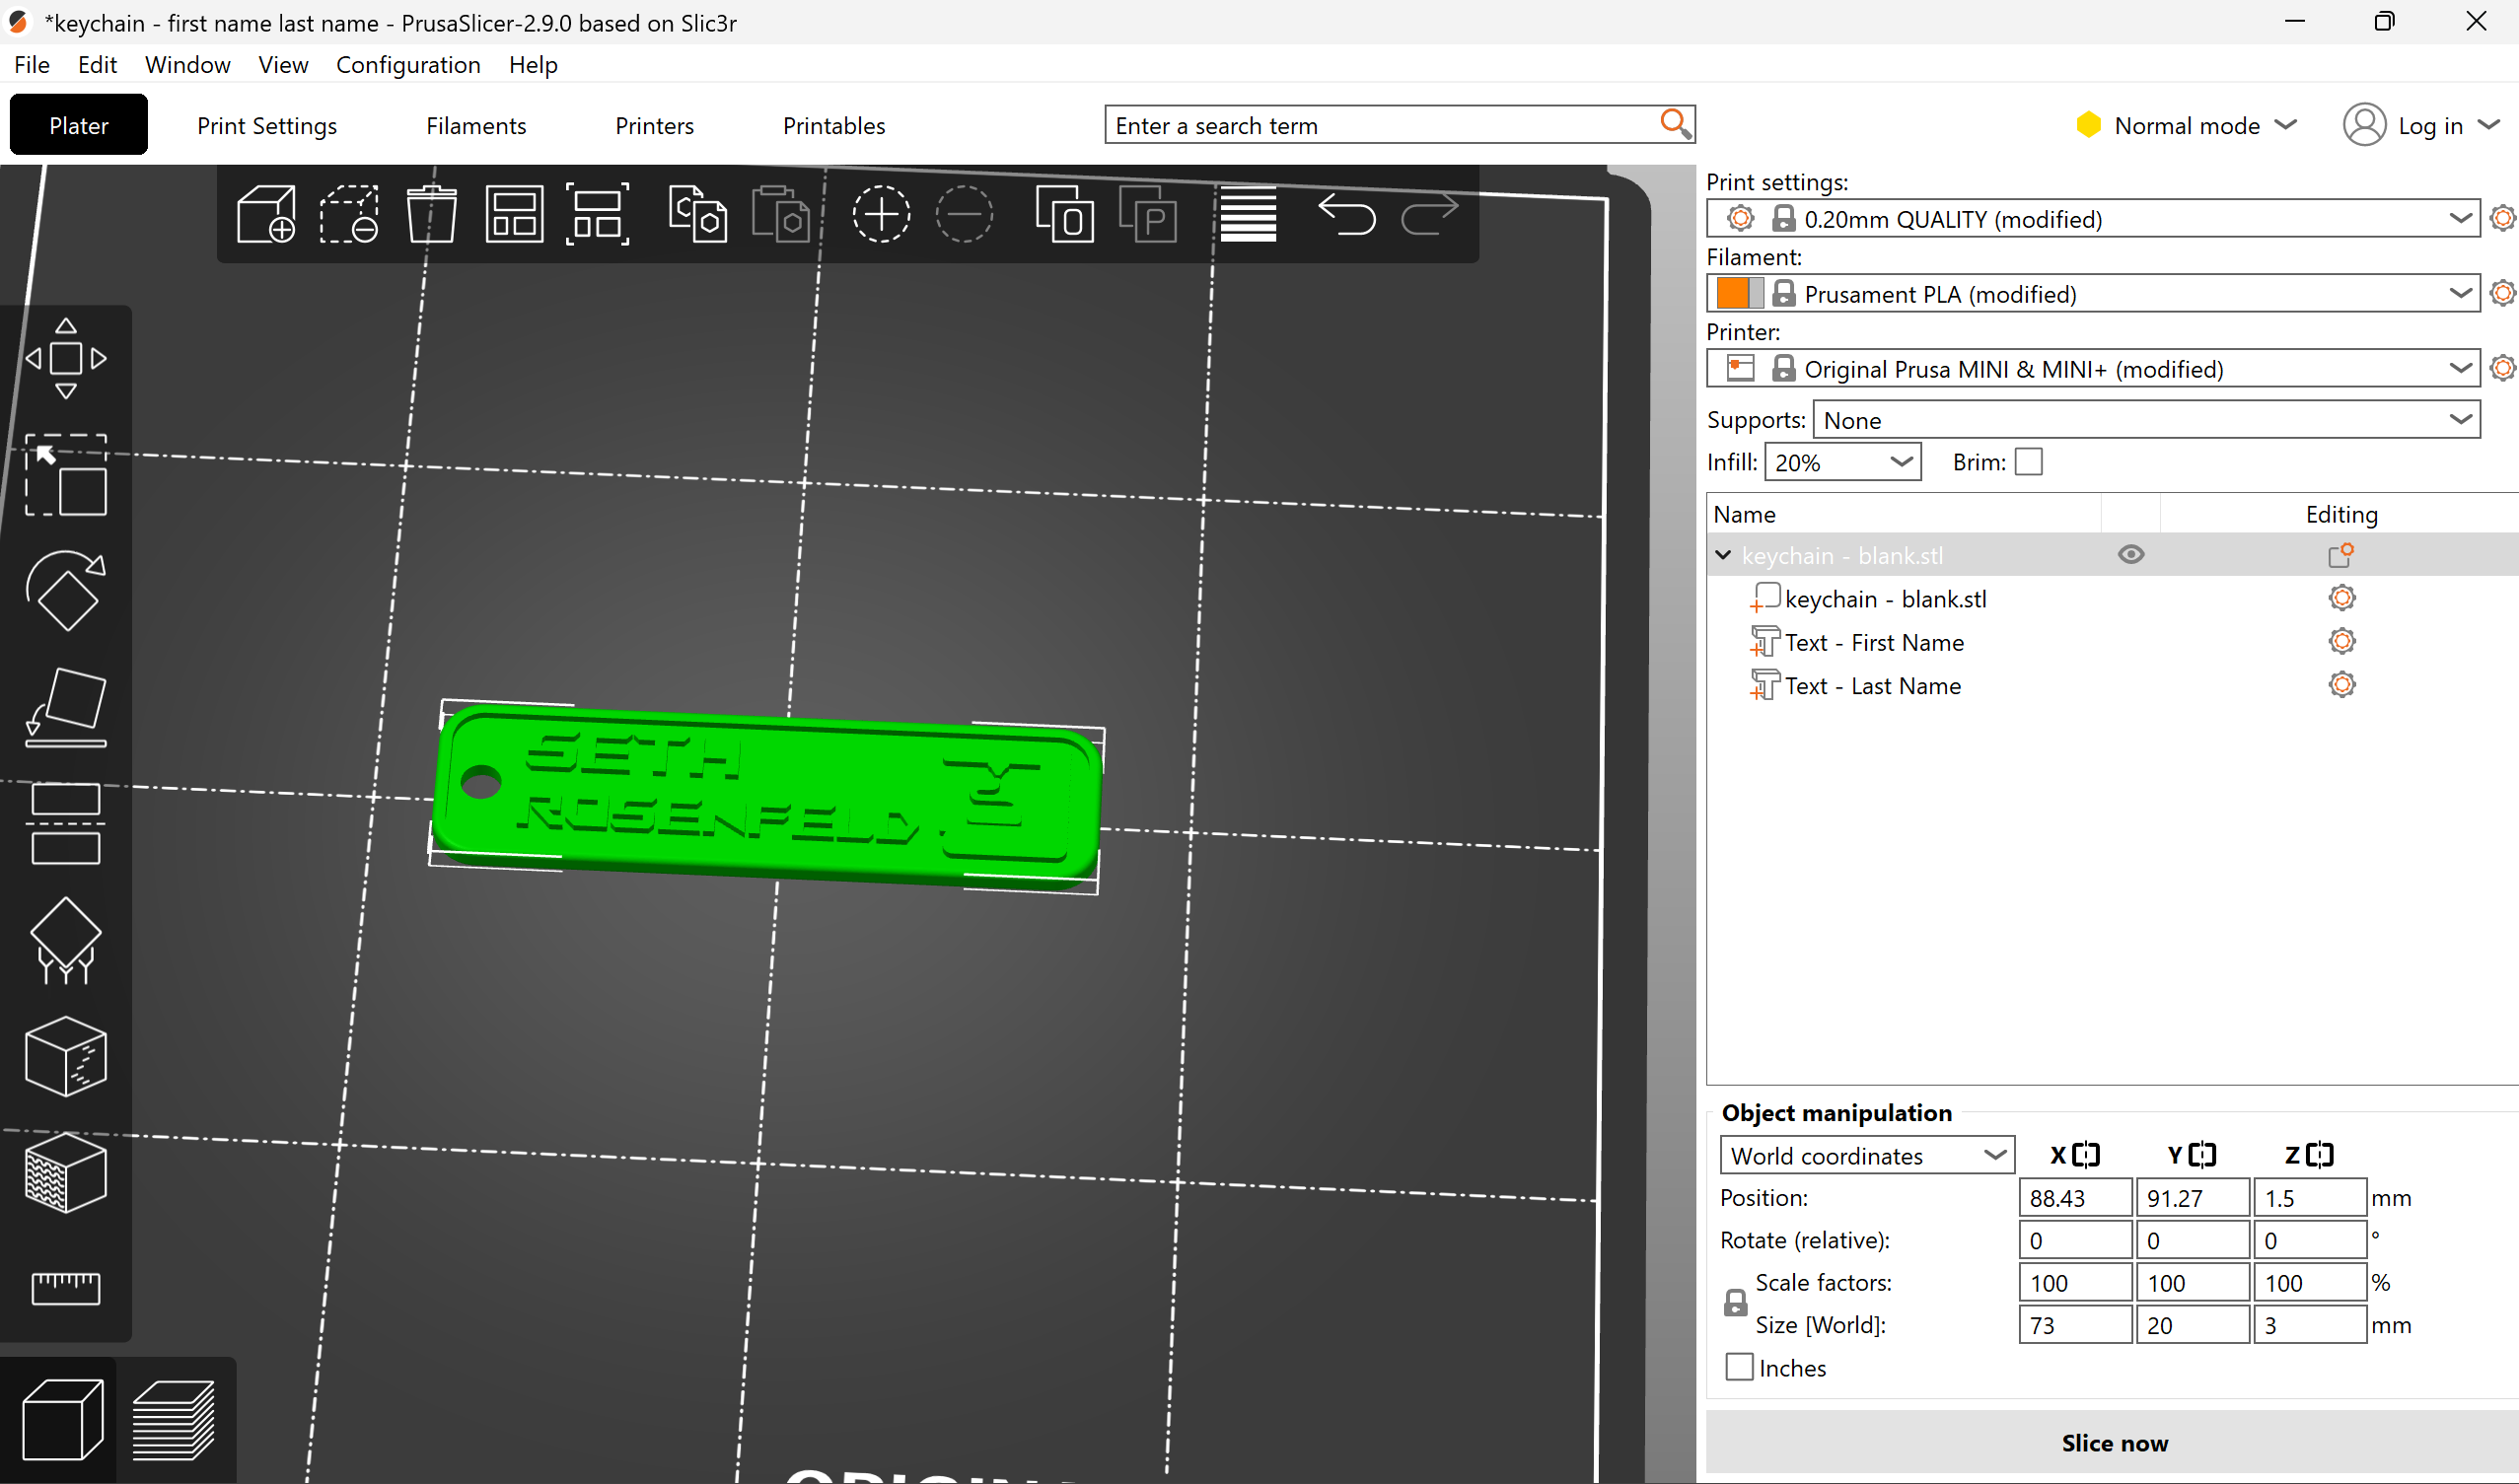 *keychain - first name last name - PrusaSlicer-2.9.0 based on Slic3r
File Edit Window View Configuration Help
Plater Print Settings Filaments Printers Printables Enter a search term Normal mode Log in
Print settings:
0.20mm QUALITY (modified)
Filament:
Prusament PLA (modified)
Printer:
Original Prusa MINI & MINI+ (modified)
Supports: None
Infill: 20% Brim:
Name Editing
keychain - blank.stl
keychain - blank.stl
Text - First Name
Text - Last Name
SETH
ROSENFELD
Object manipulation
World coordinates X Y Z
Position: 88.43 91.27 1.5 mm
Rotate (relative): 0 0 0 °
Scale factors: 100 100 100 %
Size [World]: 73 20 3 mm
Inches
Slice now